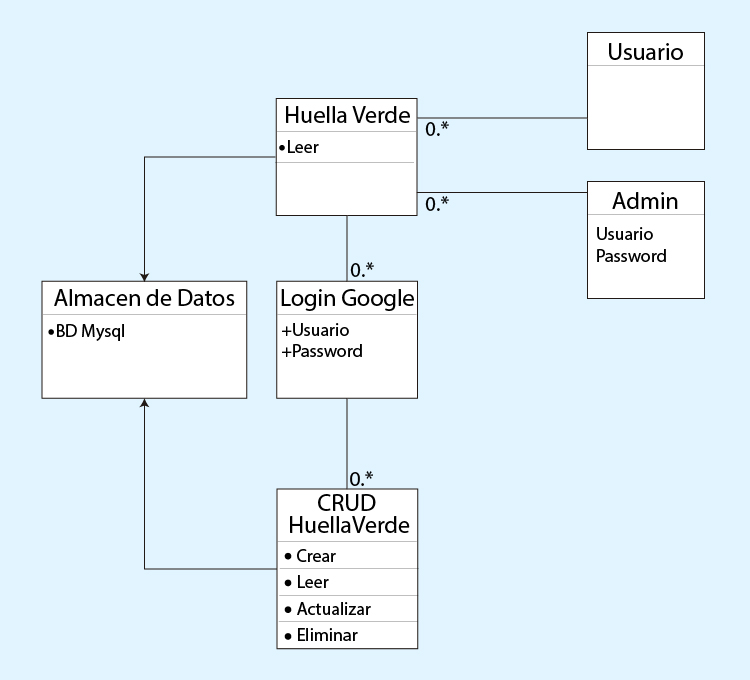 Usuario
Huella Verde
•Leer
0.*
0.*
Admin
Usuario
Password
0.*
Almacen de Datos
•BD Mysql
Login Google
+Usuario
+Password
0.*
CRUD
HuellaVerde
• Crear
• Leer
• Actualizar
• Eliminar